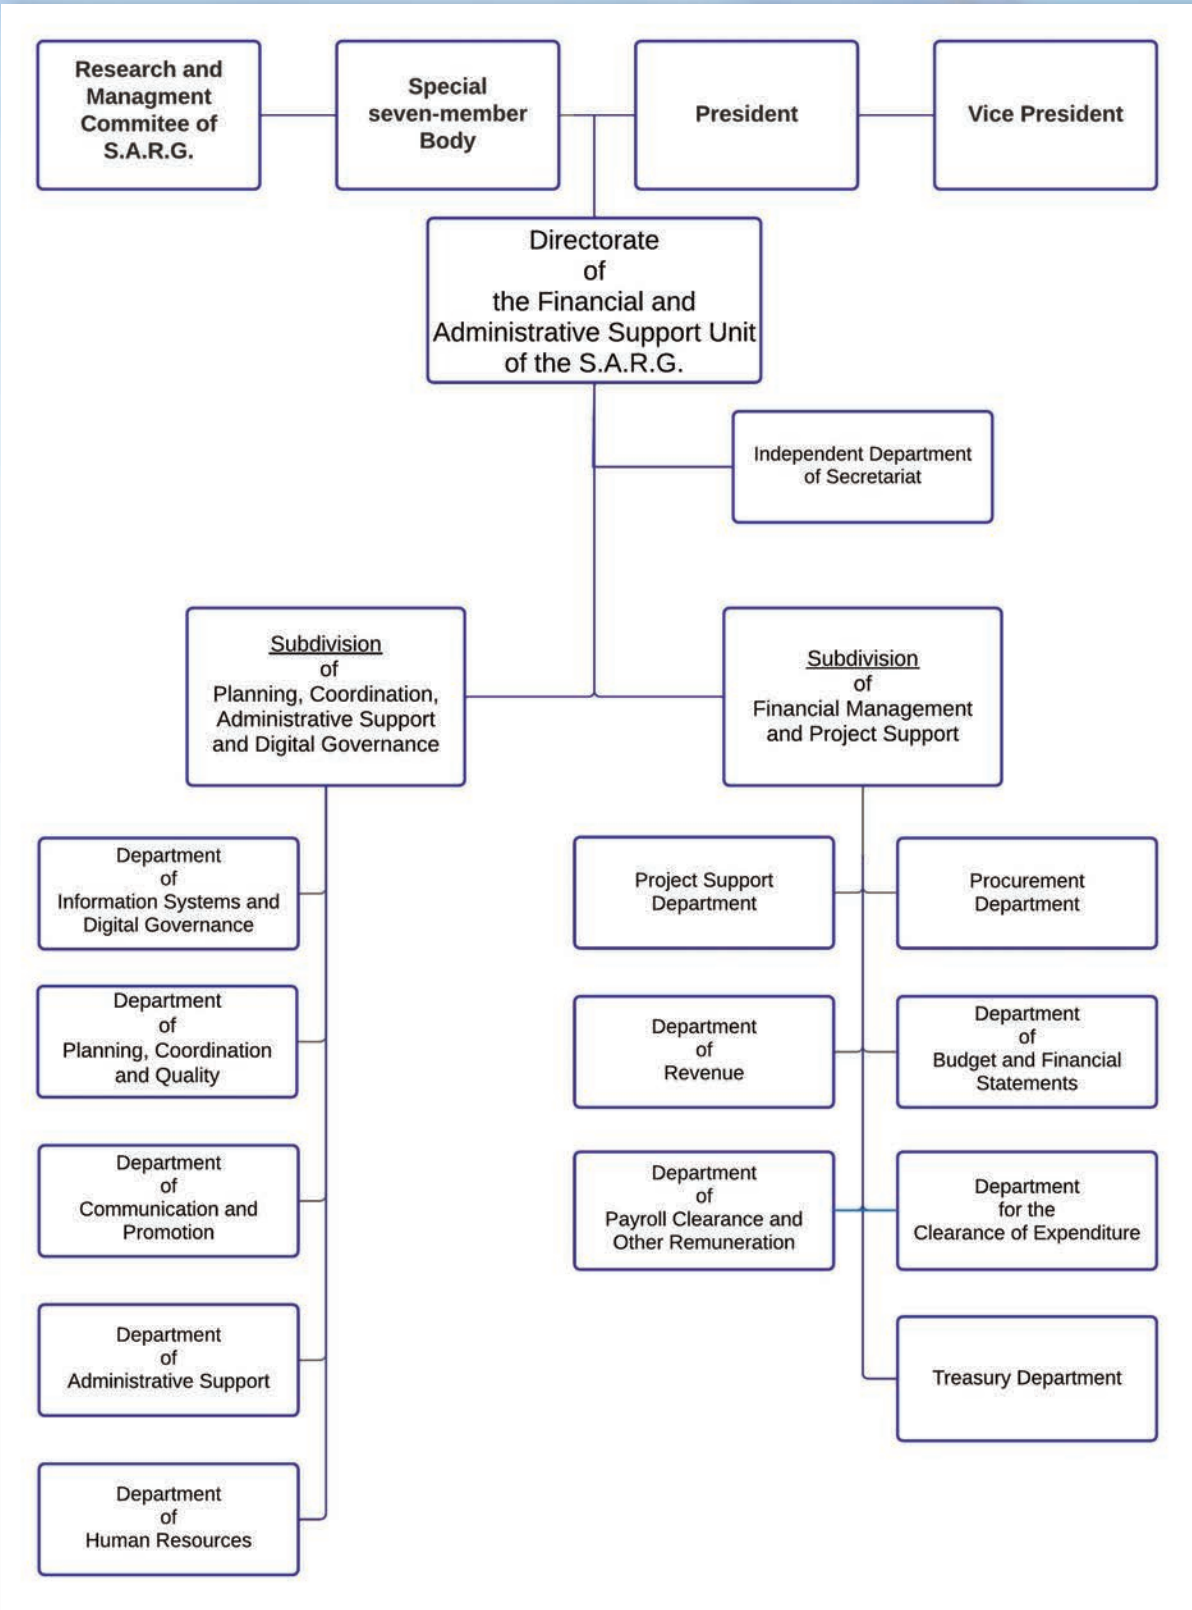 Research and
Managment
Commitee of
S.A.R.G.
Special
seven-member
Body
President
Vice President
Directorate
of
the Financial and
Administrative Support Unit
of the S.A.R.G.
Independent Department
of Secretariat
Subdivision
of
Planning, Coordination,
Administrative Support
and Digital Governance
Subdivision
of
Financial Management
and Project Support
Department
of
Information Systems and
Digital Governance
Department
of
Planning, Coordination
and Quality
Department
of
Communication and
Promotion
Department
of
Administrative Support
Department
of
Human Resources
Project Support
Department
Procurement
Department
Department
of
Revenue
Department
of
Budget and Financial
Statements
Department
of
Payroll Clearance and
Other Remuneration
Department
for the
Clearance of Expenditure
Treasury Department